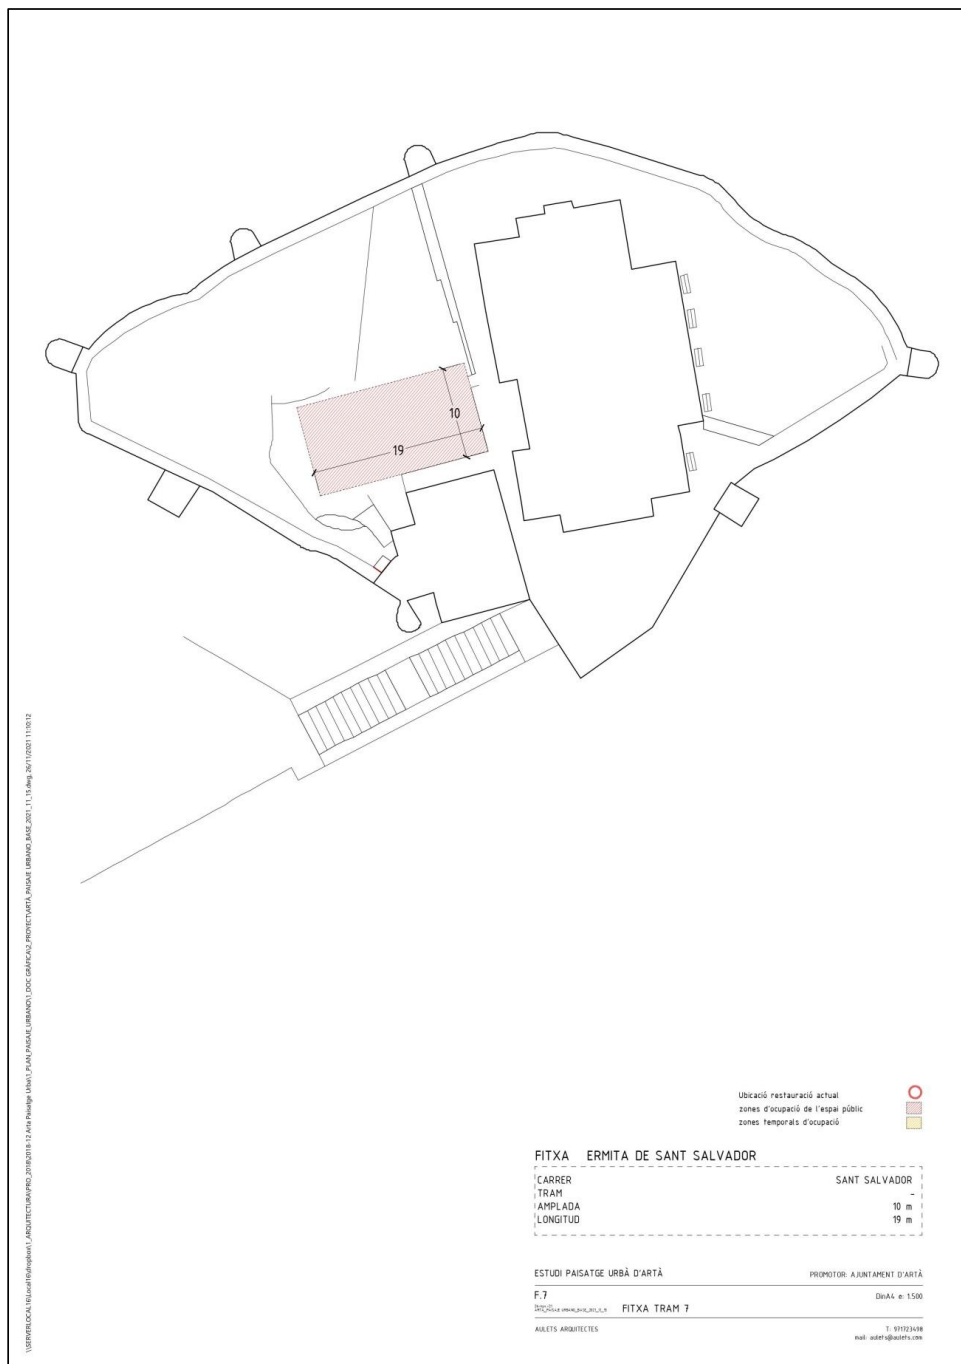 10
19
Ubicació restauració actual
zones d'ocupació de l'espai públic
zones temporals d'ocupació
FITXA ERMITA DE SANT SALVADOR
CARRER SANT SALVADOR
TRAM -
AMPLADA 10 m
LONGITUD 19 m
ESTUDI PAISATGE URBÀ D'ARTÀ PROMOTOR: AJUNTAMENT D'ARTÀ
F.7 DinA4 e: 1:500
FITXA TRAM 7
AULETS ARQUITECTES T: 971723498
mail: aulets@aulets.com